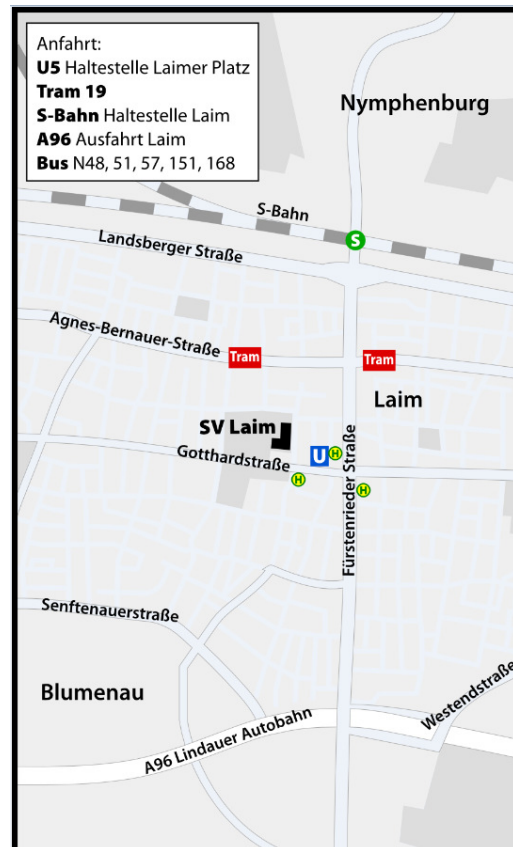 Anfahrt:
U5 Haltestelle Laimer Platz
Tram 19
S-Bahn Haltestelle Laim
A96 Ausfahrt Laim
Bus N48, 51, 57, 151, 168
Nymphenburg
S-Bahn
S
Landsberger Straße
Agnes-Bernauer-Straße
Tram
Tram
Laim
SV Laim
Gotthardstraße
U
H
H
H
Fürstenrieder Straße
Senftenauerstraße
Blumenau
Westendstraße
A96 Lindauer Autobahn